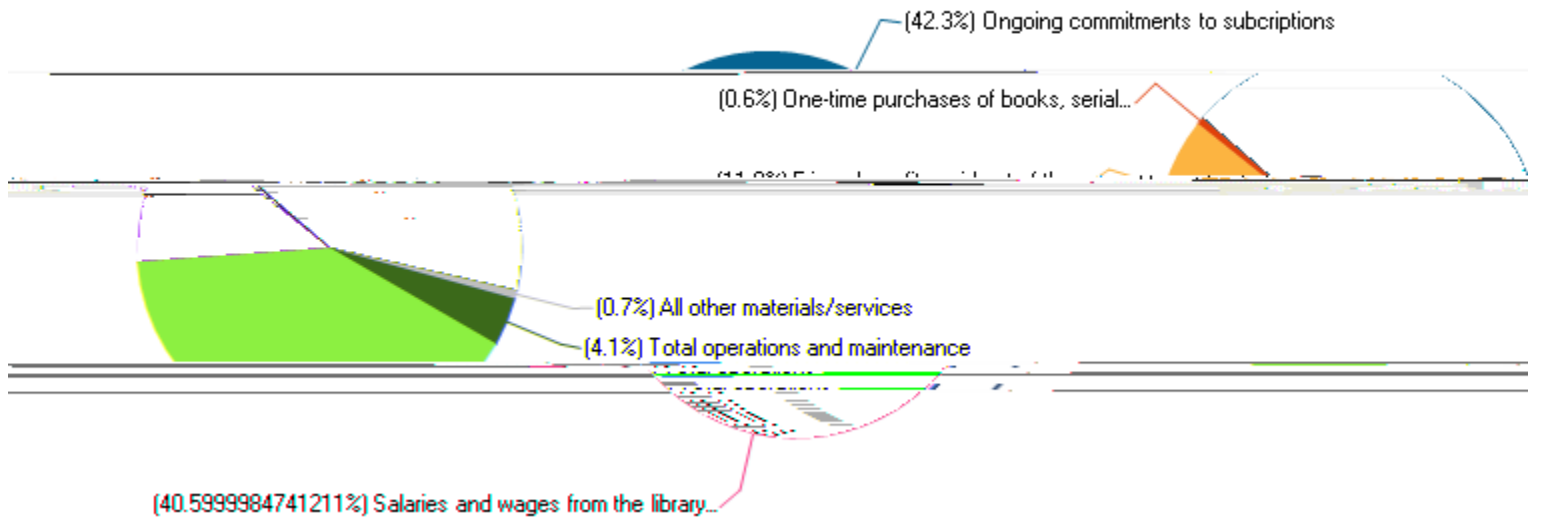 (42.3%) Ongoing commitments to subcriptions
(0.6%) One-time purchases of books, serial...
(0.7%) All other materials/services
(4.1%) Total operations and maintenance
(40.5999984741211%) Salaries and wages from the library...